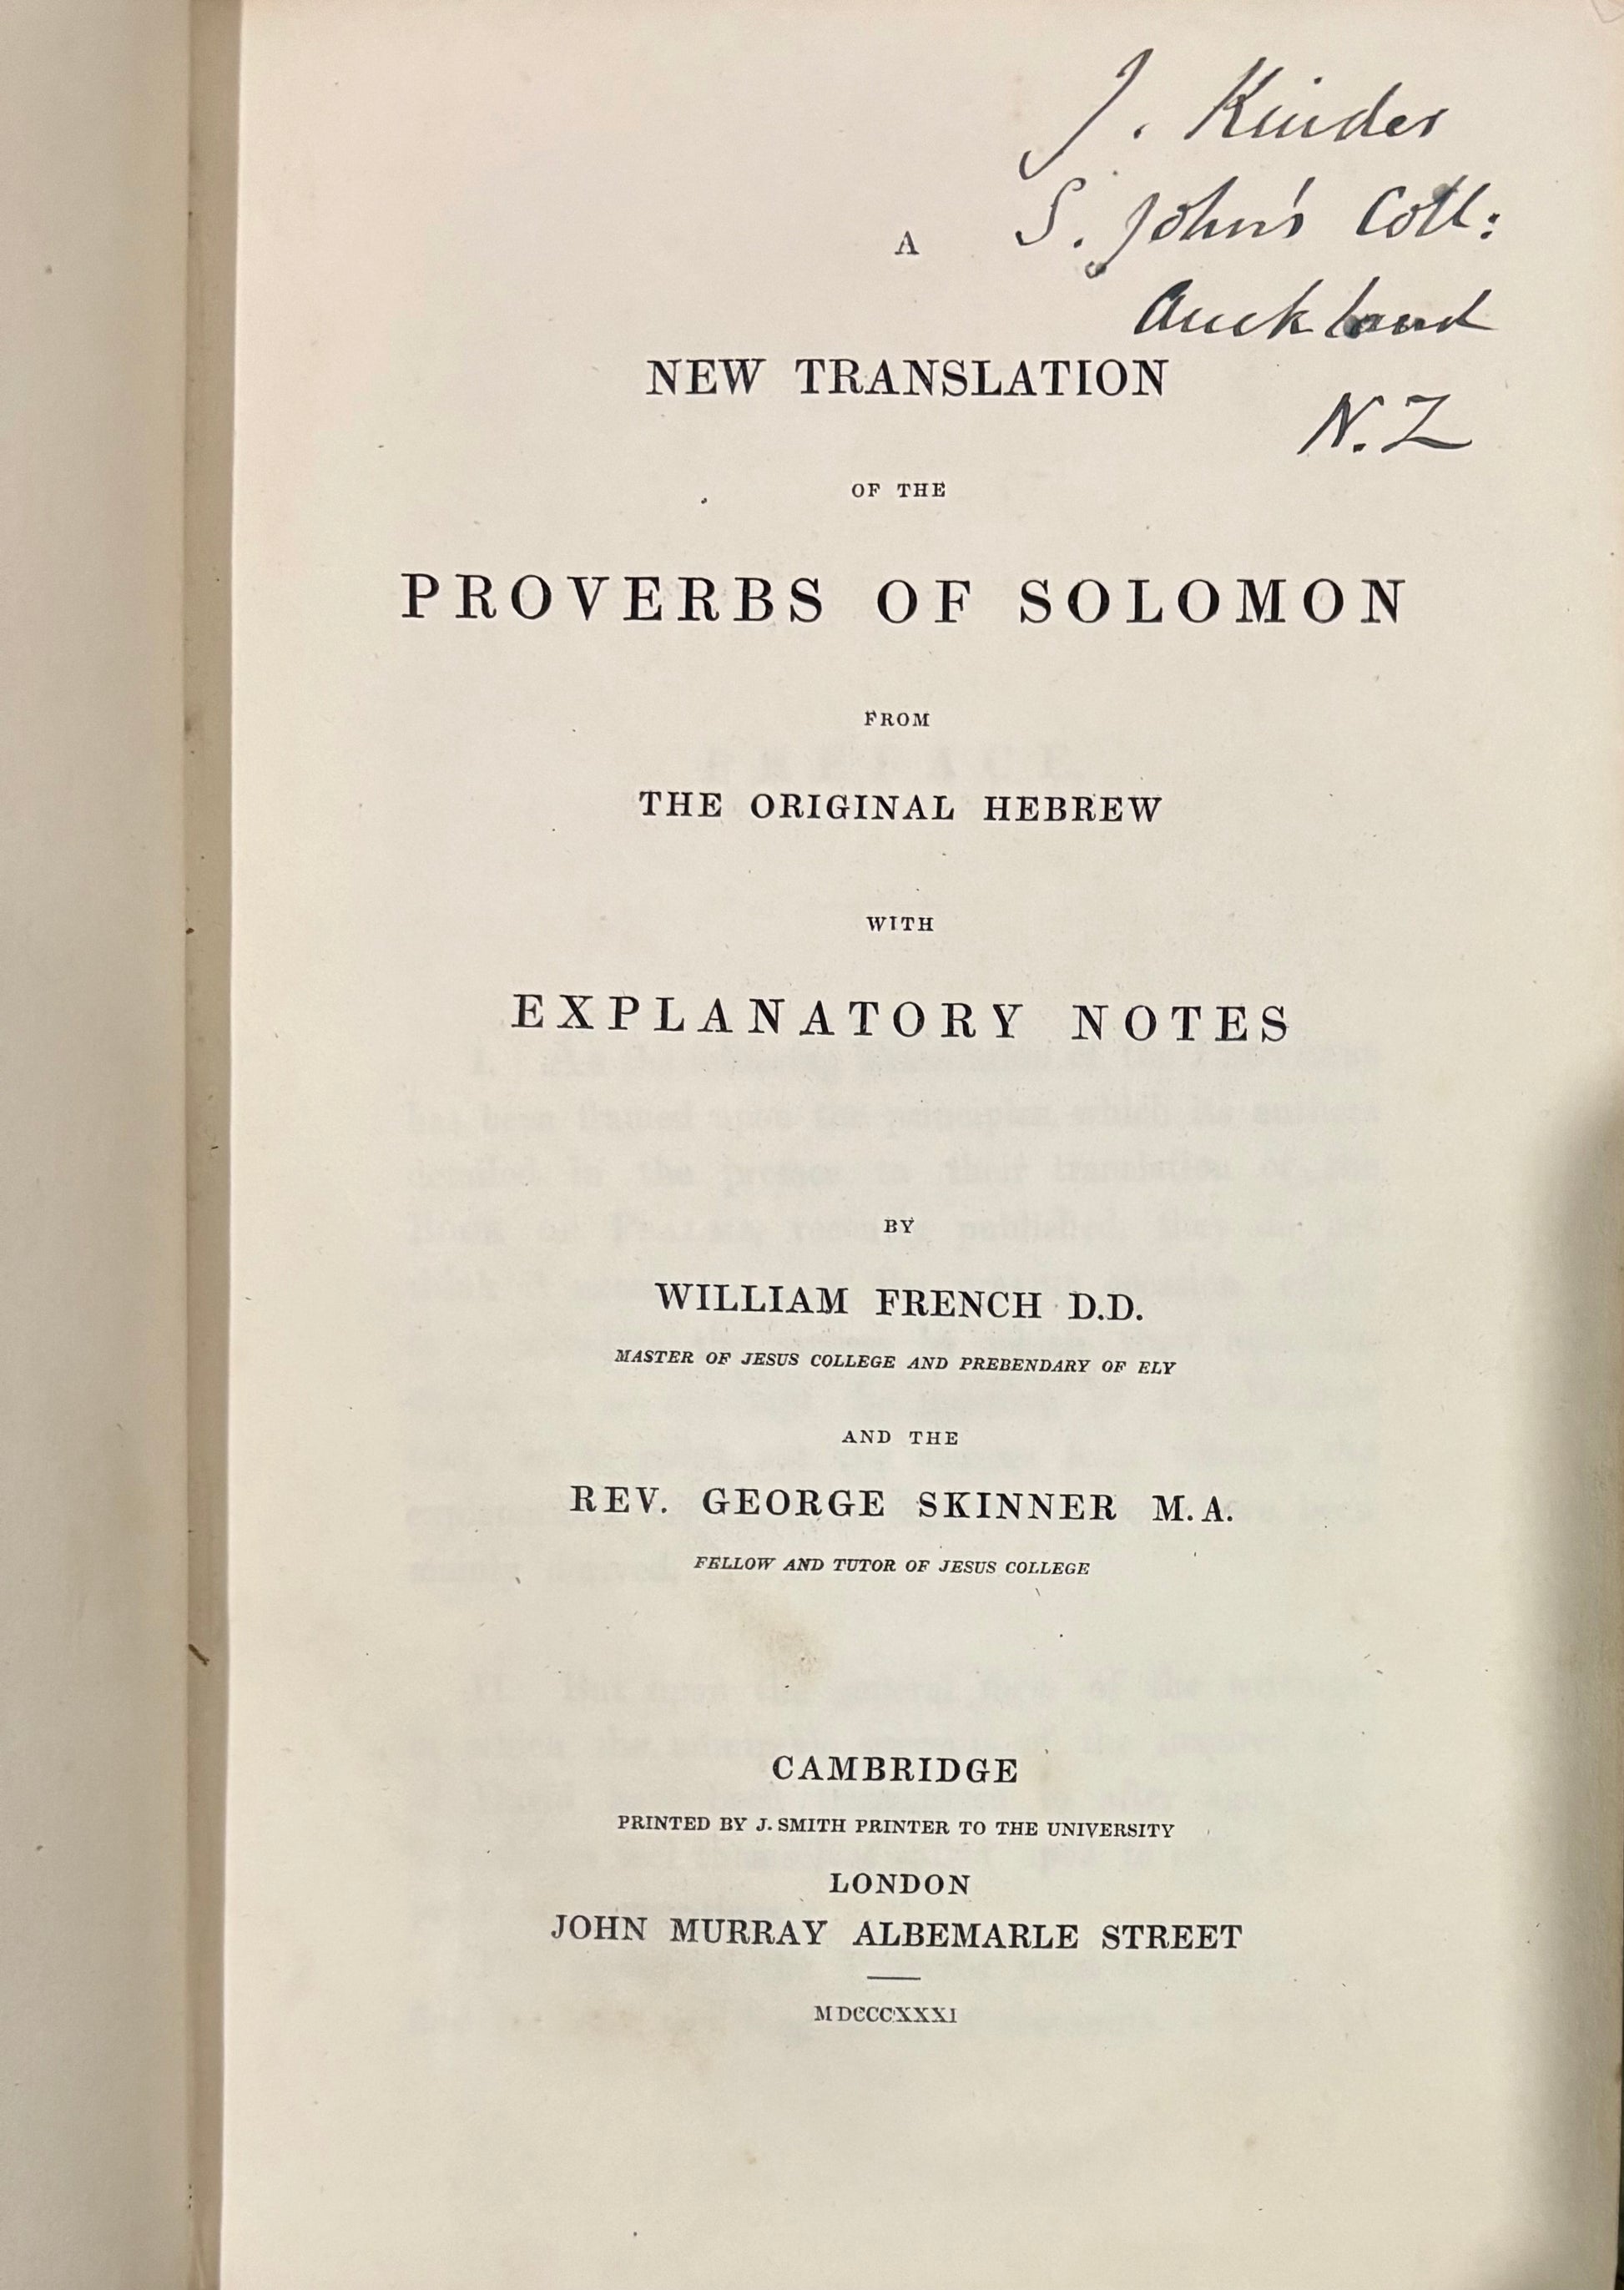 J. Kinder
S. John's Coll:
Auckland
N.Z
A
NEW TRANSLATION
OF THE
PROVERBS OF SOLOMON
FROM
THE ORIGINAL HEBREW
WITH
EXPLANATORY NOTES
BY
WILLIAM FRENCH D.D.
MASTER OF JESUS COLLEGE AND PREBENDARY OF ELY
AND THE
REV. GEORGE SKINNER M.A.
FELLOW AND TUTOR OF JESUS COLLEGE
CAMBRIDGE
PRINTED BY J. SMITH PRINTER TO THE UNIVERSITY
LONDON
JOHN MURRAY ALBEMARLE STREET
MDCCCXXXI